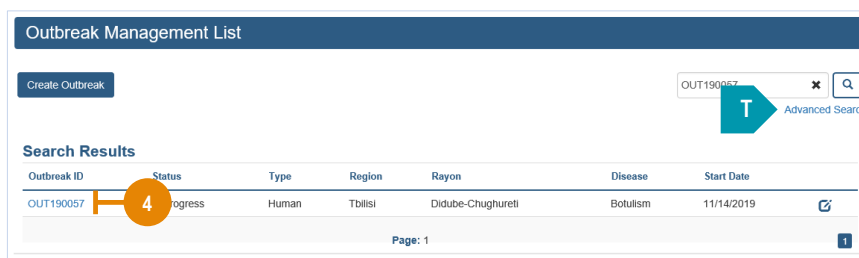 Outbreak Management List
Create Outbreak
OUT190057
T
Advanced Sear
Search Results
Outbreak ID Status Type Region Rayon Disease Start Date
OUT190057 4 rogress Human Tbilisi Didube-Chughureti Botulism 11/14/2019
Page: 1 1